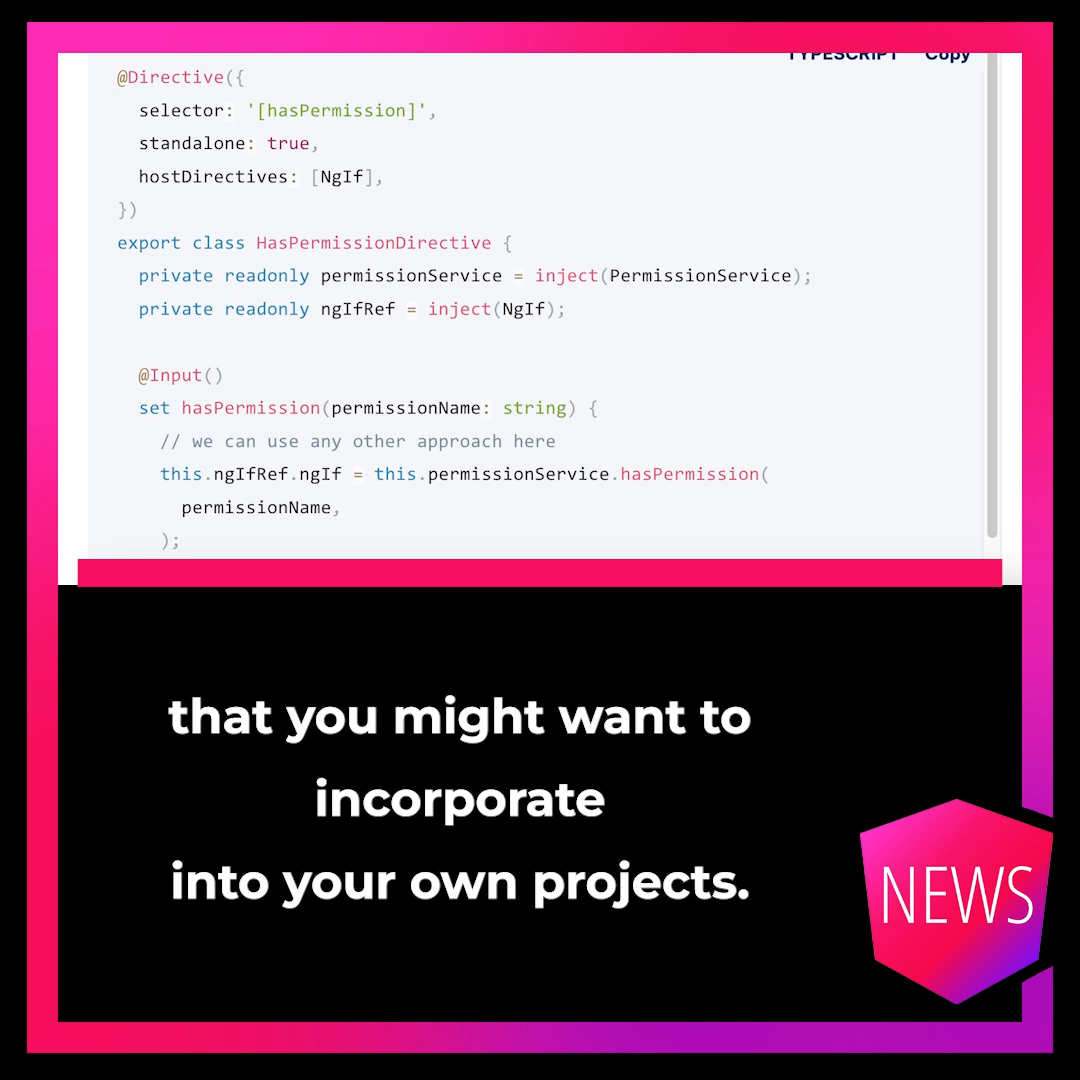 TYPESCRIPT Copy
@Directive({
  selector: '[hasPermission]',
  standalone: true,
  hostDirectives: [NgIf],
})
export class HasPermissionDirective {
  private readonly permissionService = inject(PermissionService);
  private readonly ngIfRef = inject(NgIf);
  @Input()
  set hasPermission(permissionName: string) {
    // we can use any other approach here
    this.ngIfRef.ngIf = this.permissionService.hasPermission(
      permissionName,
    );
that you might want to
incorporate
into your own projects.
NEWS